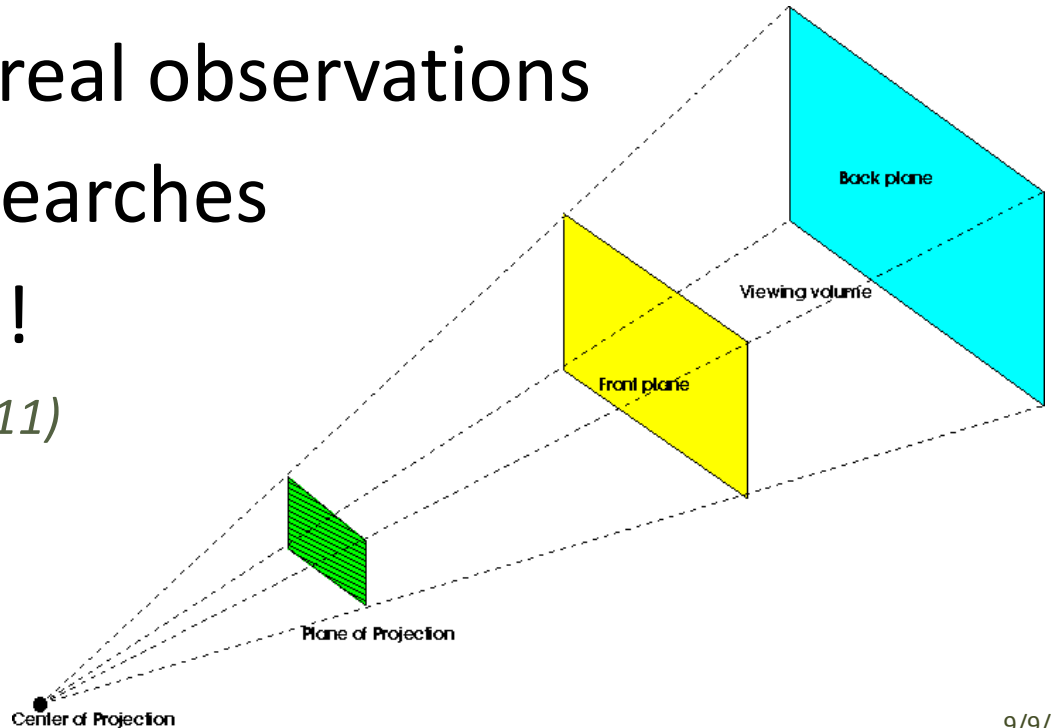 real observations
earches
!
11)
Back plane
Viewing volume
Front plane
Plane of Projection
Center of Projection
9/9/